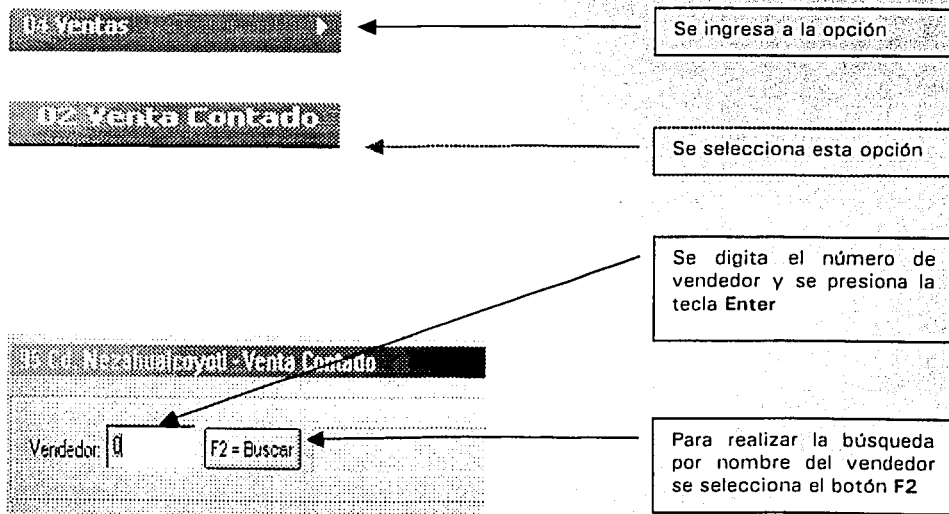 04 Ventas
Se ingresa a la opción
02 Venta Contado
Se selecciona esta opción
Se digita el número de
vendedor y se presiona la
tecla Enter
Cd. Nezahualcoyotl - Venta Contado
Vendedor: 0 F2 = Buscar
Para realizar la búsqueda
por nombre del vendedor
se selecciona el botón F2